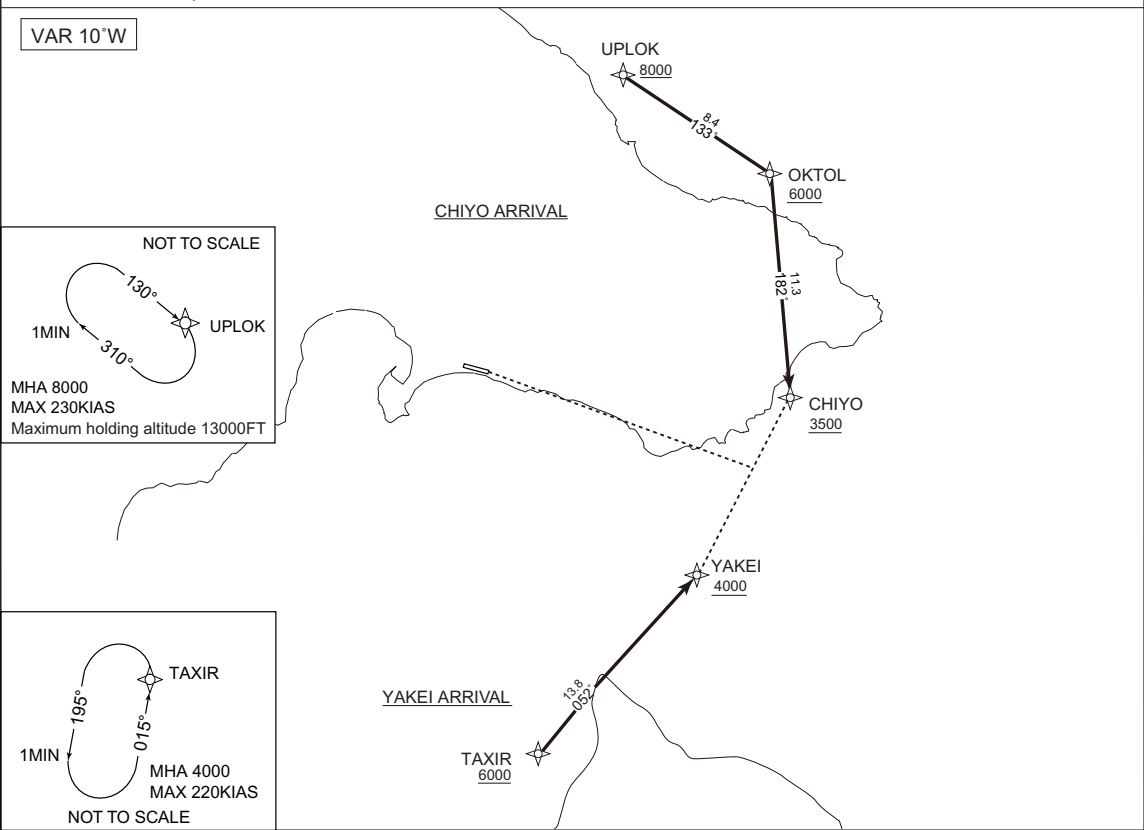 VAR 10˚W
UPLOK
8000
8.4
133˚
OKTOL
6000
CHIYO ARRIVAL
11.3
182˚
NOT TO SCALE
130°
UPLOK
1MIN
310°
MHA 8000
MAX 230KIAS
Maximum holding altitude 13000FT
CHIYO
3500
YAKEI
4000
13.8
052˚
YAKEI ARRIVAL
TAXIR
6000
TAXIR
195°
015°
1MIN
MHA 4000
MAX 220KIAS
NOT TO SCALE